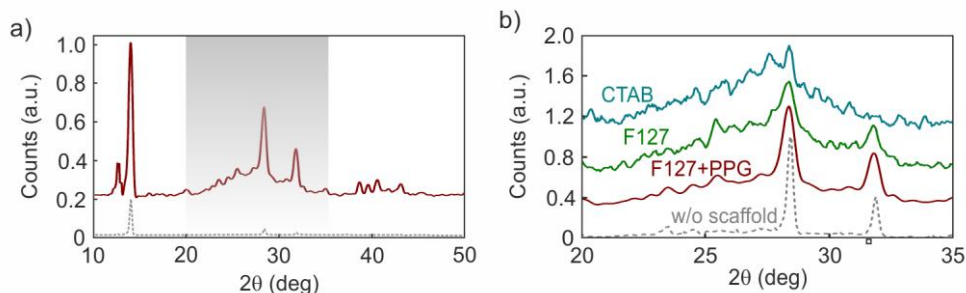 a)
Counts (a.u.)
1.0
0.8
0.6
0.4
0.2
0
10
20
30
40
50
2θ (deg)
b)
Counts (a.u.)
2.0
1.6
1.2
0.8
0.4
0
CTAB
F127
F127+PPG
w/o scaffold
20
25
30
35
2θ (deg)